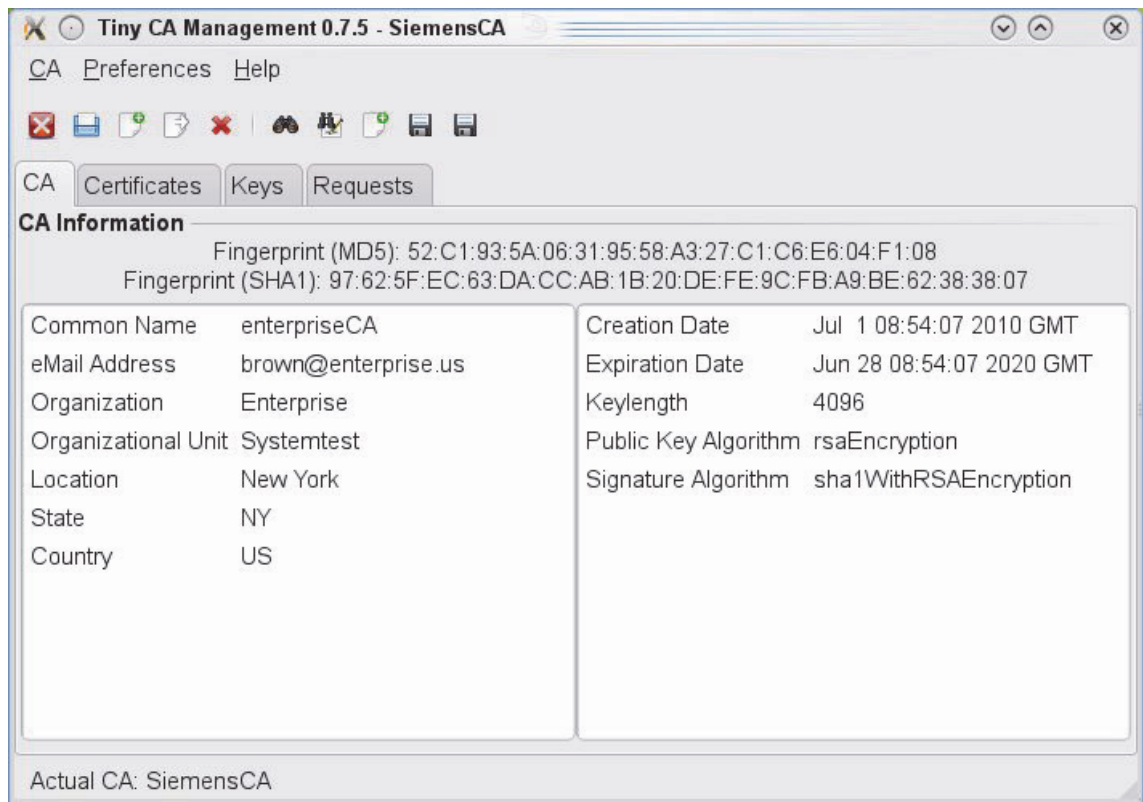 Tiny CA Management 0.7.5 - SiemensCA
CA Preferences Help
CA Certificates Keys Requests
CA Information
Fingerprint (MD5): 52:C1:93:5A:06:31:95:58:A3:27:C1:C6:E6:04:F1:08
Fingerprint (SHA1): 97:62:5F:EC:63:DA:CC:AB:1B:20:DE:FE:9C:FB:A9:BE:62:38:38:07
Common Name enterpriseCA
eMail Address brown@enterprise.us
Organization Enterprise
Organizational Unit Systemtest
Location New York
State NY
Country US
Creation Date Jul 1 08:54:07 2010 GMT
Expiration Date Jun 28 08:54:07 2020 GMT
Keylength 4096
Public Key Algorithm rsaEncryption
Signature Algorithm sha1WithRSAEncryption
Actual CA: SiemensCA